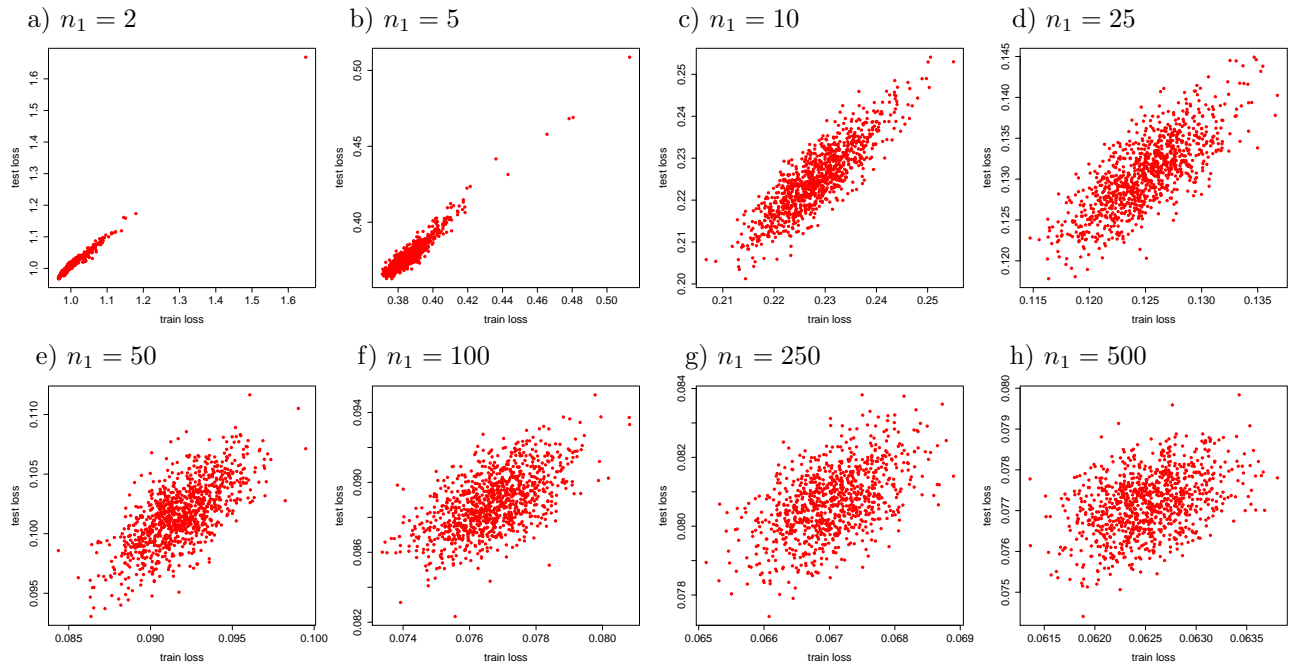 a) n₁ = 2
b) n₁ = 5
c) n₁ = 10
d) n₁ = 25
test loss
1.0 1.1 1.2 1.3 1.4 1.5 1.6
1.0 1.1 1.2 1.3 1.4 1.5 1.6
train loss
test loss
0.40 0.45 0.50
0.38 0.40 0.42 0.44 0.46 0.48 0.50
train loss
test loss
0.20 0.21 0.22 0.23 0.24 0.25
0.21 0.22 0.23 0.24 0.25
train loss
test loss
0.120 0.125 0.130 0.135 0.140 0.145
0.115 0.120 0.125 0.130 0.135
train loss
e) n₁ = 50
f) n₁ = 100
g) n₁ = 250
h) n₁ = 500
test loss
0.095 0.100 0.105 0.110
0.085 0.090 0.095 0.100
train loss
test loss
0.082 0.086 0.090 0.094
0.074 0.076 0.078 0.080
train loss
test loss
0.078 0.080 0.082 0.084
0.065 0.066 0.067 0.068 0.069
train loss
test loss
0.075 0.076 0.077 0.078 0.079 0.080
0.0615 0.0620 0.0625 0.0630 0.0635
train loss